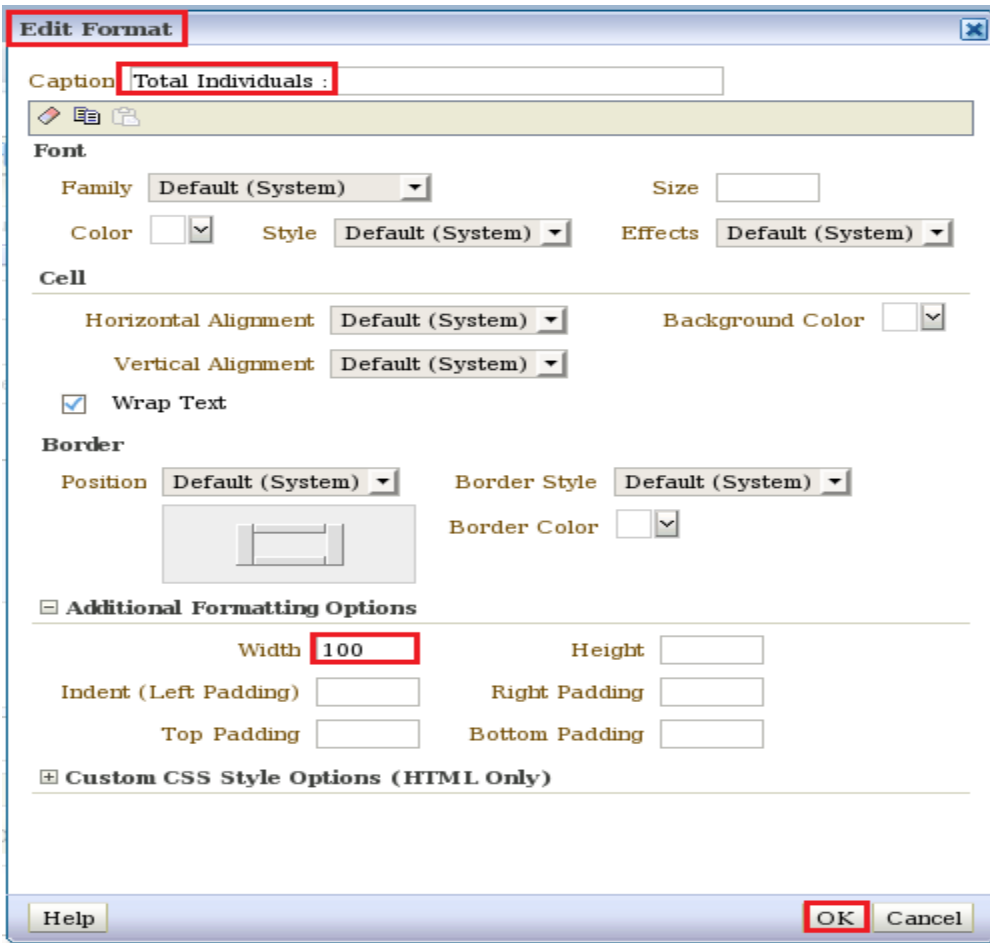 Edit Format
Caption Total Individuals :
Font
Family Default (System) Size
Color Style Default (System) Effects Default (System)
Cell
Horizontal Alignment Default (System) Background Color
Vertical Alignment Default (System)
Wrap Text
Border
Position Default (System) Border Style Default (System)
Border Color
Additional Formatting Options
Width 100 Height
Indent (Left Padding) Right Padding
Top Padding Bottom Padding
Custom CSS Style Options (HTML Only)
Help OK Cancel